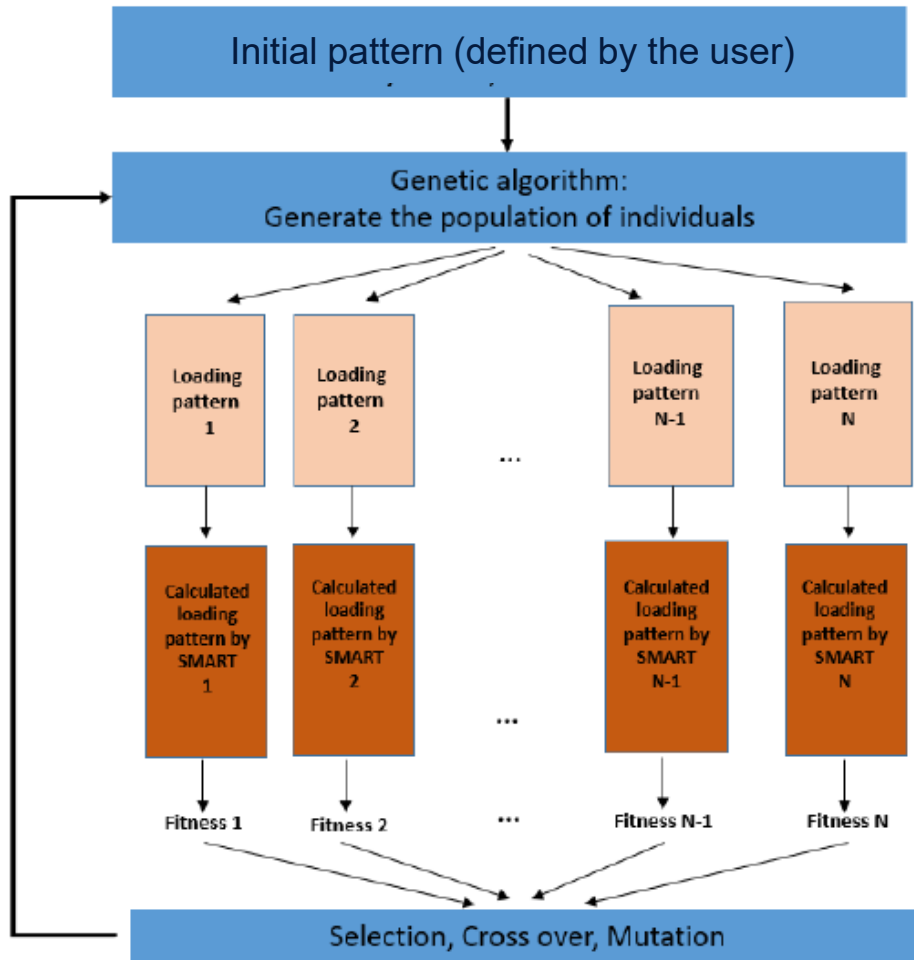 Initial pattern (defined by the user)
Genetic algorithm:
Generate the population of individuals
Loading
pattern
1
Loading
pattern
2
...
Loading
pattern
N-1
Loading
pattern
N
Calculated
loading
pattern by
SMART
1
Calculated
loading
pattern by
SMART
2
...
Calculated
loading
pattern by
SMART
N-1
Calculated
loading
pattern by
SMART
N
Fitness 1
Fitness 2
...
Fitness N-1
Fitness N
Selection, Cross over, Mutation